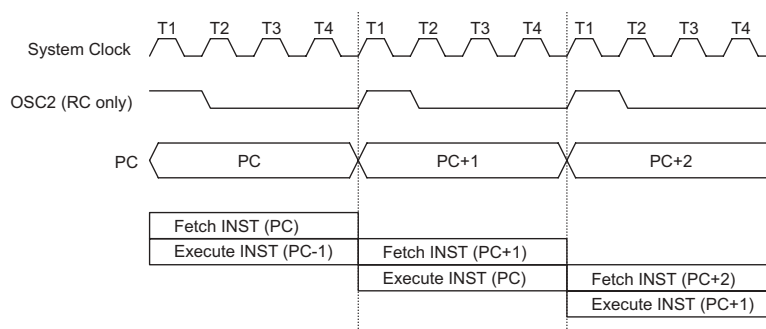 T1 T2 T3 T4 T1 T2 T3 T4 T1 T2 T3 T4
System Clock
OSC2 (RC only)
PC PC PC+1 PC+2
Fetch INST (PC)
Execute INST (PC-1) Fetch INST (PC+1)
Execute INST (PC) Fetch INST (PC+2)
Execute INST (PC+1)